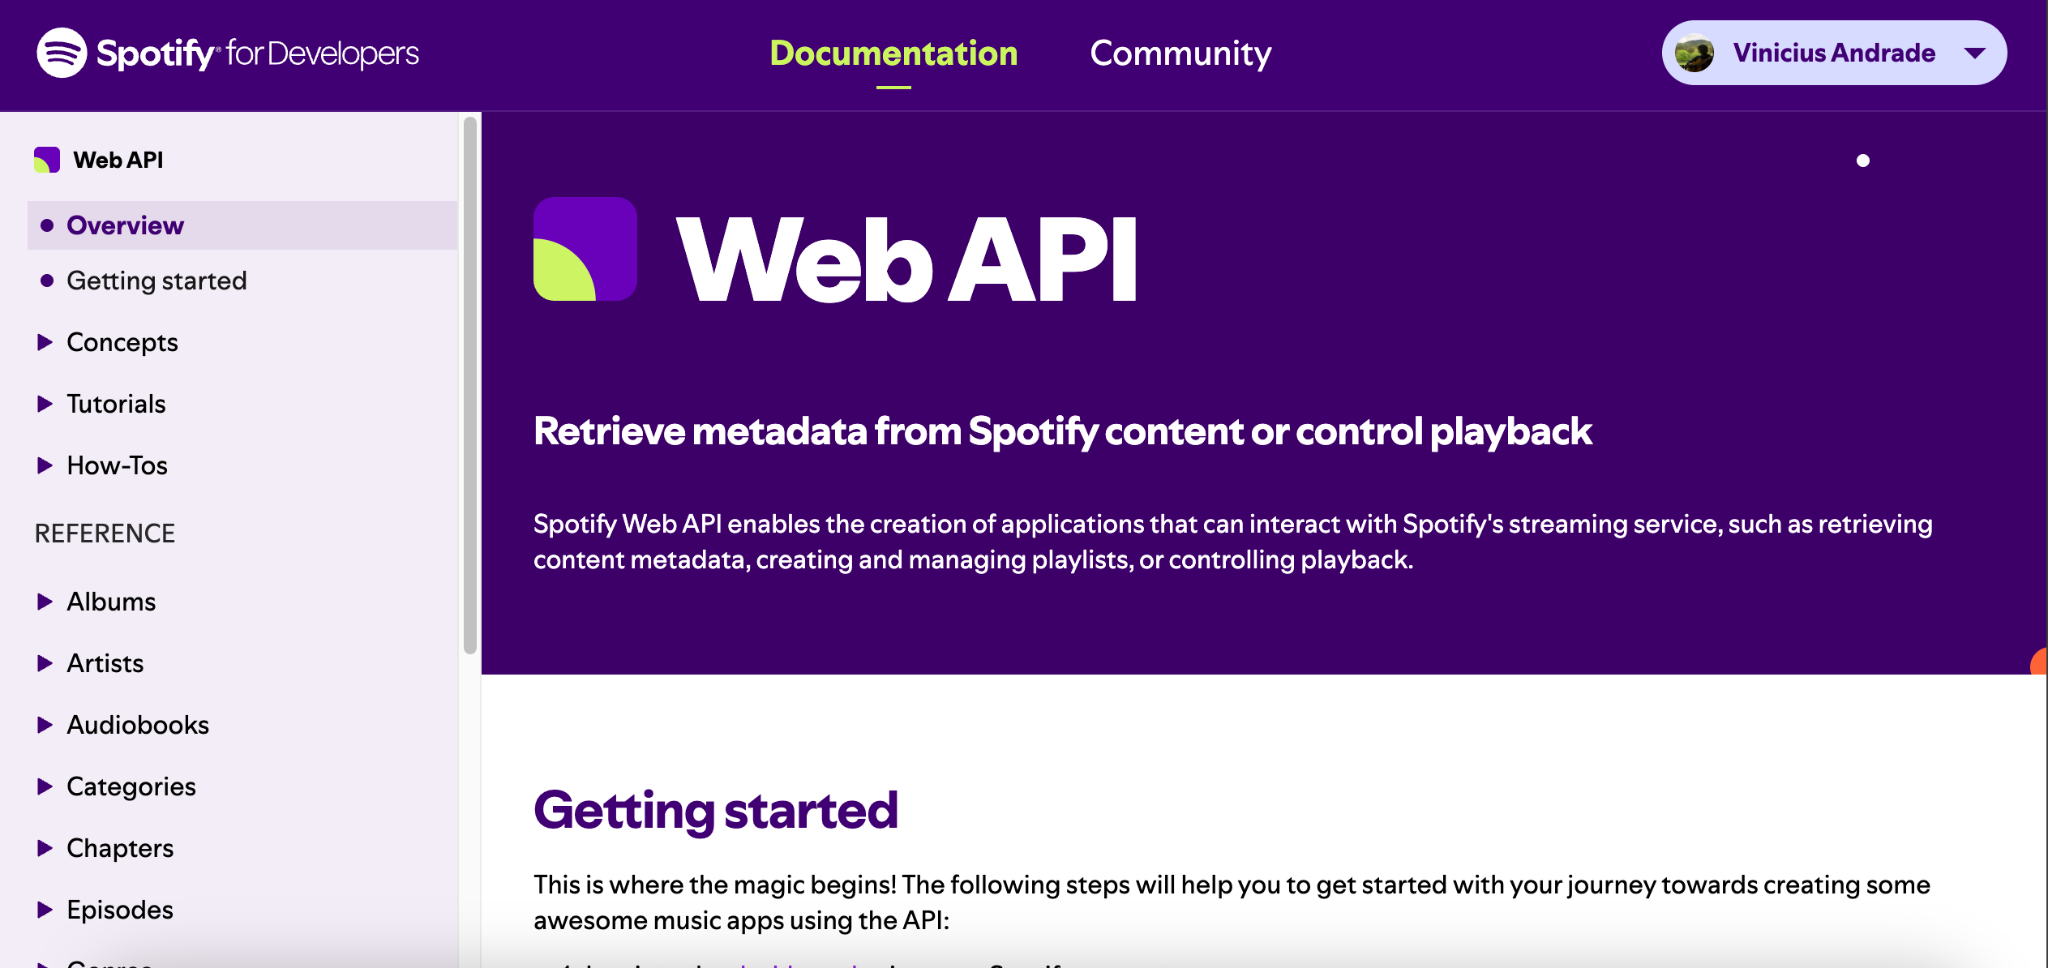 Spotify® for Developers
Documentation
Community
Vinicius Andrade
Web API
Overview
Getting started
Concepts
Tutorials
How-Tos
REFERENCE
Albums
Artists
Audiobooks
Categories
Chapters
Episodes
Web API
Retrieve metadata from Spotify content or control playback
Spotify Web API enables the creation of applications that can interact with Spotify's streaming service, such as retrieving
content metadata, creating and managing playlists, or controlling playback.
Getting started
This is where the magic begins! The following steps will help you to get started with your journey towards creating some
awesome music apps using the API: